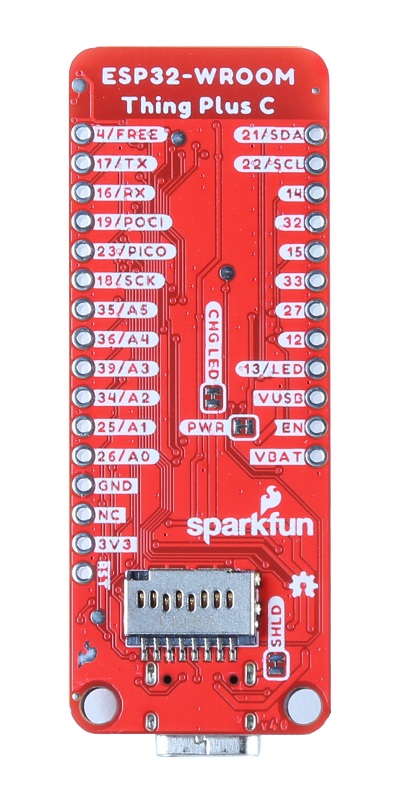 ESP32-WROOM
Thing Plus C
4/FREE
21/SDA
17/TX
22/SCL
16/RX
14
19/POCI
32
23/PICO
15
18/SCK
33
35/A5
27
36/A4
12
39/A3
13/LED
34/A2
VUSB
25/A1
EN
26/A0
VBAT
GND
NC
3V3
RST
CHG LED
PWR
sparkfun
SHLD